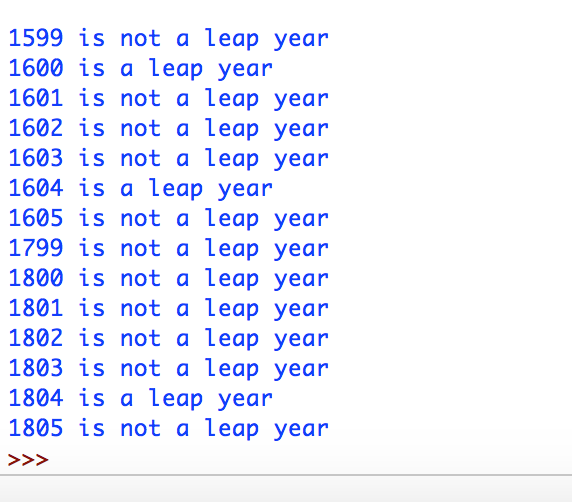 1599 is not a leap year
1600 is a leap year
1601 is not a leap year
1602 is not a leap year
1603 is not a leap year
1604 is a leap year
1605 is not a leap year
1799 is not a leap year
1800 is not a leap year
1801 is not a leap year
1802 is not a leap year
1803 is not a leap year
1804 is a leap year
1805 is not a leap year
>>>